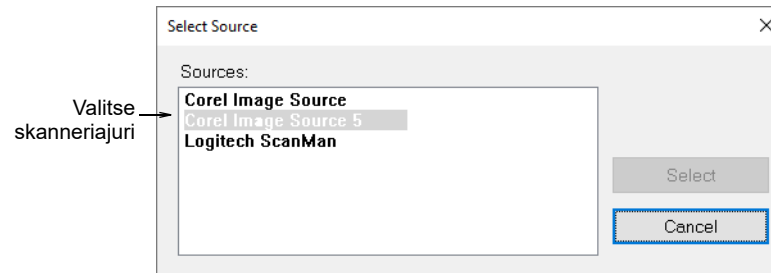 Select Source
Sources:
Corel Image Source
Corel Image Source 5
Logitech ScanMan
Valitse
skanneriajuri
Select
Cancel